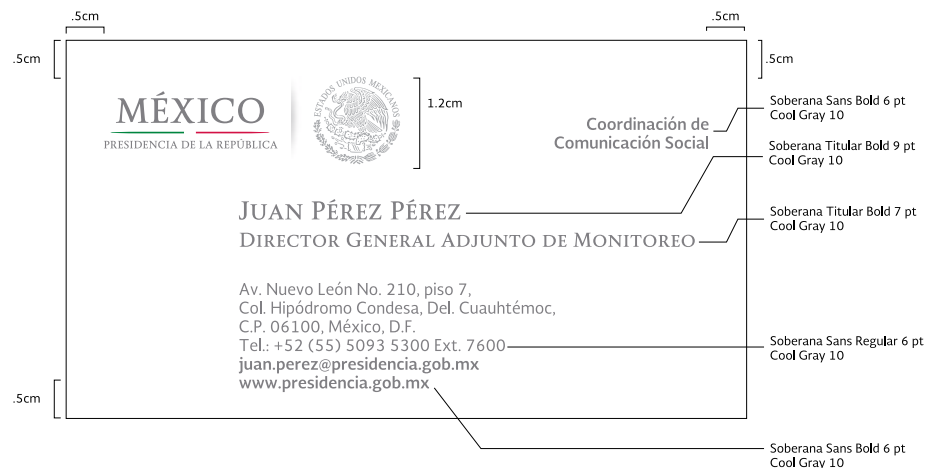 .5cm
.5cm
.5cm
.5cm
ESTADOS UNIDOS MEXICANOS
MÉXICO
PRESIDENCIA DE LA REPÚBLICA
1.2cm
Coordinación de
Comunicación Social
Soberana Sans Bold 6 pt
Cool Gray 10
Soberana Titular Bold 9 pt
Cool Gray 10
JUAN PÉREZ PÉREZ
Soberana Titular Bold 7 pt
Cool Gray 10
DIRECTOR GENERAL ADJUNTO DE MONITOREO
Av. Nuevo León No. 210, piso 7,
Col. Hipódromo Condesa, Del. Cuauhtémoc,
C.P. 06100, México, D.F.
Tel.: +52 (55) 5093 5300 Ext. 7600
juan.perez@presidencia.gob.mx
www.presidencia.gob.mx
Soberana Sans Regular 6 pt
Cool Gray 10
.5cm
Soberana Sans Bold 6 pt
Cool Gray 10